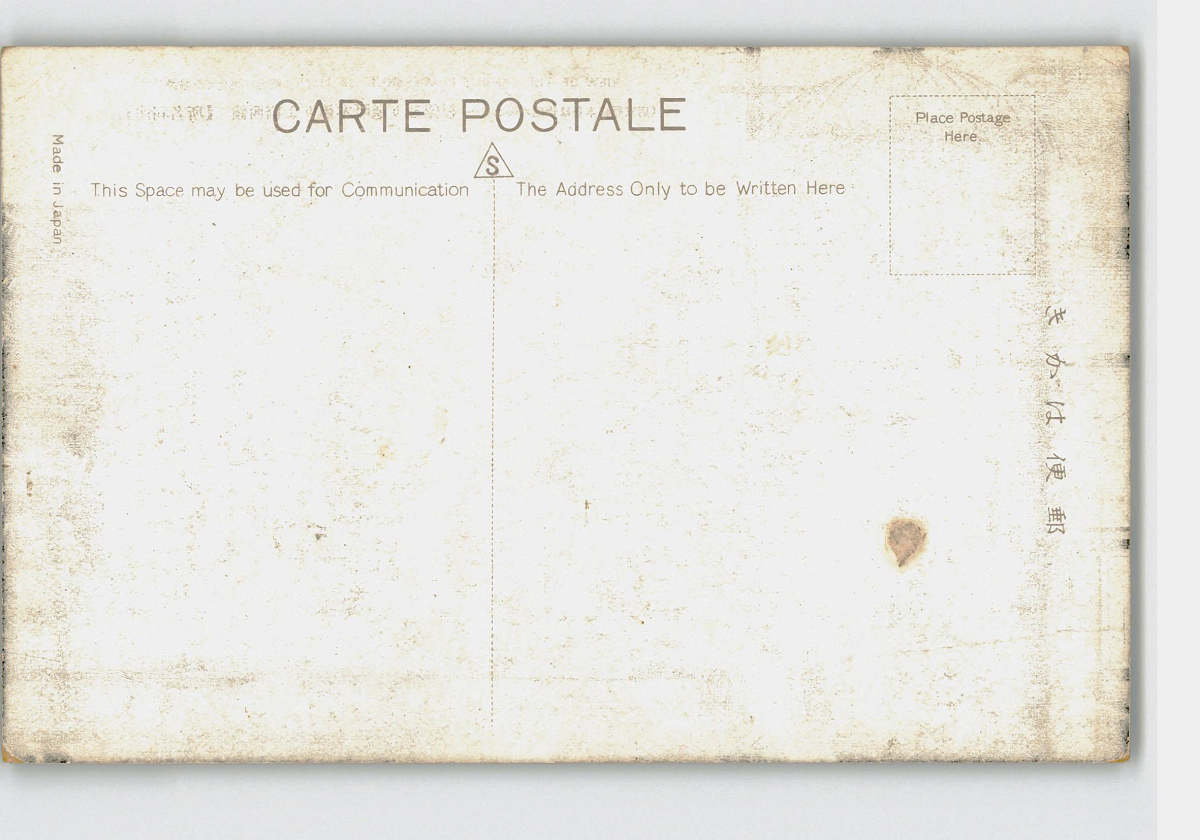 CARTE POSTALE
S
Made in Japan
This Space may be used for Communication
The Address Only to be Written Here
Place Postage
Here
きかは便郵